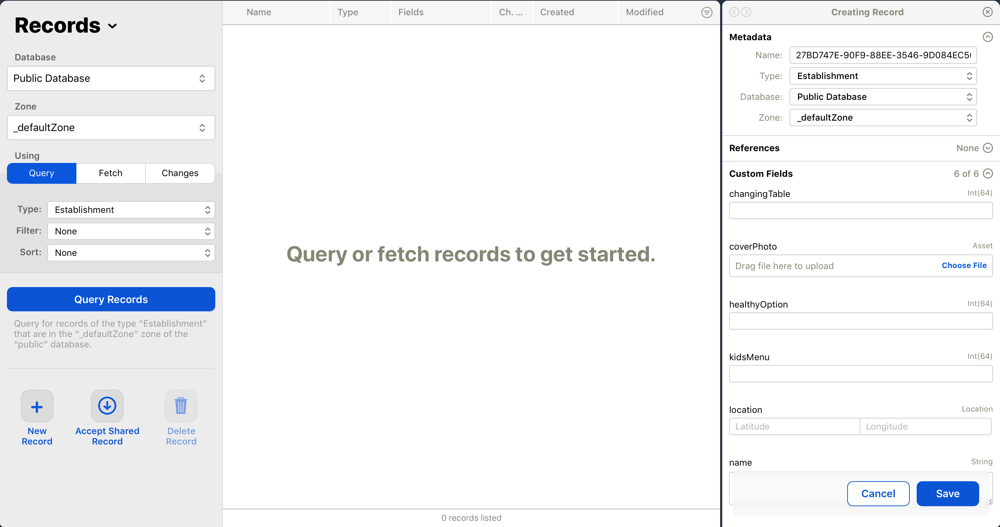 Records
Database
Public Database
Zone
_defaultZone
Using
Query Fetch Changes
Type: Establishment
Filter: None
Sort: None
Query Records
Query for records of the type “Establishment”
that are in the “_defaultZone” zone of the
“public” database.
New
Record
Accept Shared
Record
Delete
Record
Name Type Fields Ch. ... Created Modified
Query or fetch records to get started.
0 records listed
Creating Record
Metadata
Name: 27BD747E-90F9-88EE-3546-9D084EC5
Type: Establishment
Database: Public Database
Zone: _defaultZone
References None
Custom Fields 6 of 6
changingTable Int(64)
coverPhoto Asset
Drag file here to upload Choose File
healthyOption Int(64)
kidsMenu Int(64)
location Location
Latitude Longitude
name String
Cancel Save